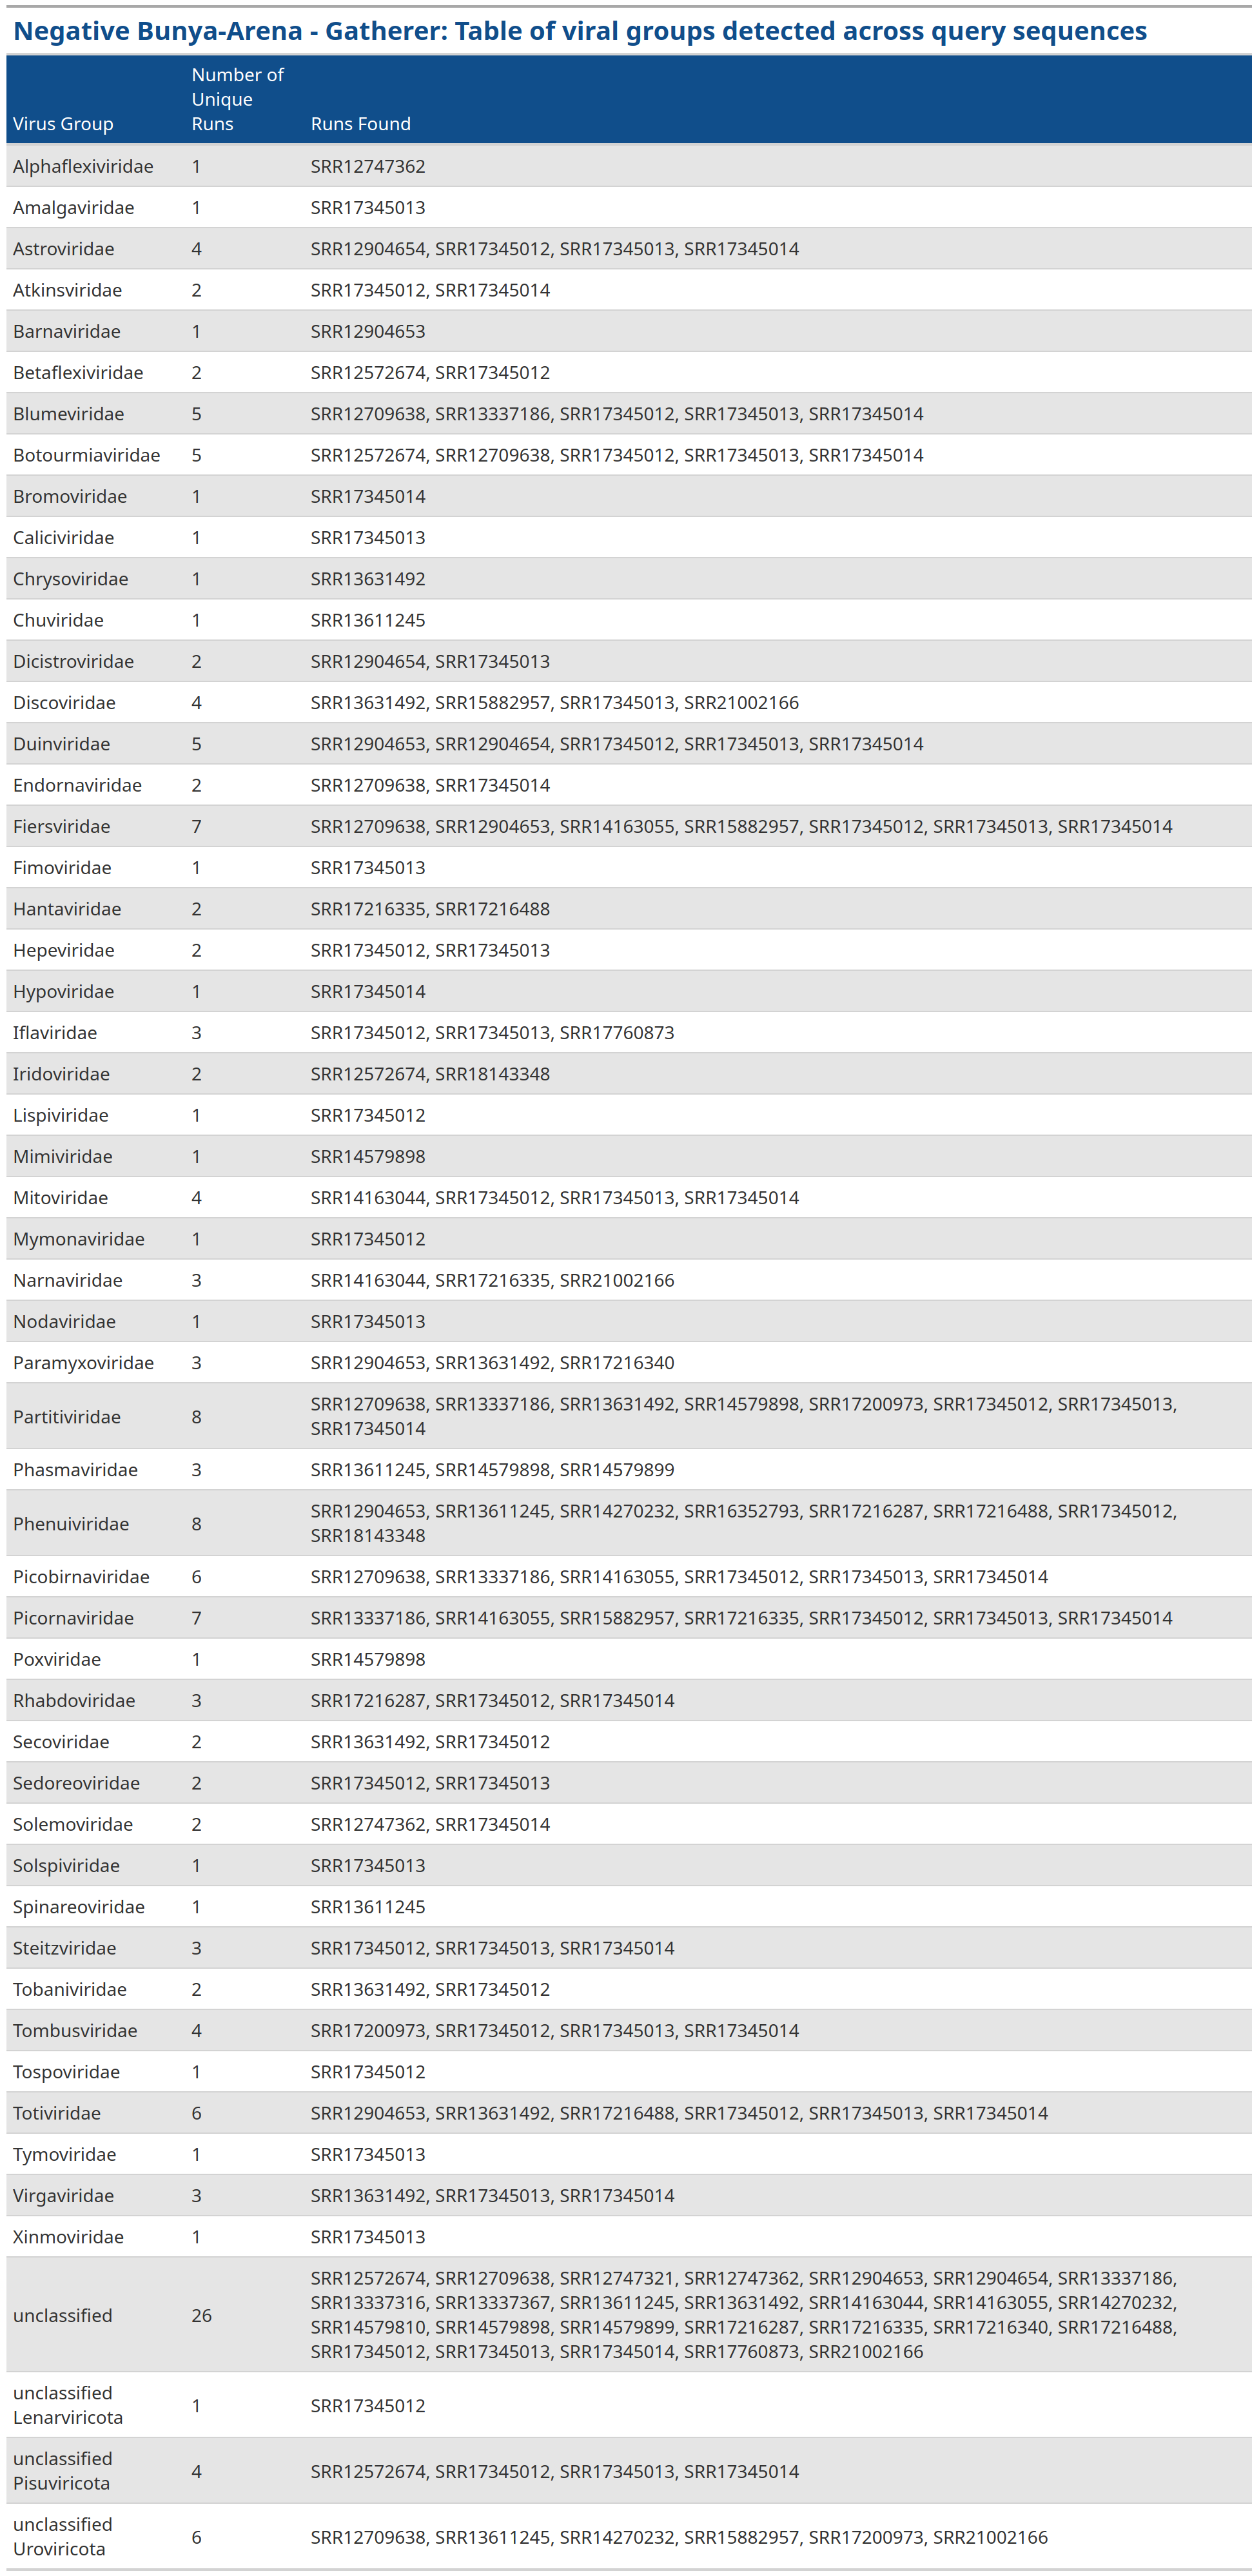 Negative Bunya-Arena - Gatherer: Table of viral groups detected across query sequences
Virus Group Number of Unique Runs Runs Found
Alphaflexiviridae 1 SRR12747362
Amalgaviridae 1 SRR17345013
Astroviridae 4 SRR12904654, SRR17345012, SRR17345013, SRR17345014
Atkinsviridae 2 SRR17345012, SRR17345014
Barnaviridae 1 SRR12904653
Betaflexiviridae 2 SRR12572674, SRR17345012
Blumeviridae 5 SRR12709638, SRR13337186, SRR17345012, SRR17345013, SRR17345014
Botourmiaviridae 5 SRR12572674, SRR12709638, SRR17345012, SRR17345013, SRR17345014
Bromoviridae 1 SRR17345014
Caliciviridae 1 SRR17345013
Chrysoviridae 1 SRR13631492
Chuviridae 1 SRR13611245
Dicistroviridae 2 SRR12904654, SRR17345013
Discoviridae 4 SRR13631492, SRR15882957, SRR17345013, SRR21002166
Duinviridae 5 SRR12904653, SRR12904654, SRR17345012, SRR17345013, SRR17345014
Endornaviridae 2 SRR12709638, SRR17345014
Fiersviridae 7 SRR12709638, SRR12904653, SRR14163055, SRR15882957, SRR17345012, SRR17345013, SRR17345014
Fimoviridae 1 SRR17345013
Hantaviridae 2 SRR17216335, SRR17216488
Hepeviridae 2 SRR17345012, SRR17345013
Hypoviridae 1 SRR17345014
Iflaviridae 3 SRR17345012, SRR17345013, SRR17760873
Iridoviridae 2 SRR12572674, SRR18143348
Lispiviridae 1 SRR17345012
Mimiviridae 1 SRR14579898
Mitoviridae 4 SRR14163044, SRR17345012, SRR17345013, SRR17345014
Mymonaviridae 1 SRR17345012
Narnaviridae 3 SRR14163044, SRR17216335, SRR21002166
Nodaviridae 1 SRR17345013
Paramyxoviridae 3 SRR12904653, SRR13631492, SRR17216340
Partitiviridae 8 SRR12709638, SRR13337186, SRR13631492, SRR14579898, SRR17200973, SRR17345012, SRR17345013,
SRR17345014
Phasmaviridae 3 SRR13611245, SRR14579898, SRR14579899
Phenuiviridae 8 SRR12904653, SRR13611245, SRR14270232, SRR16352793, SRR17216287, SRR17216488, SRR17345012,
SRR18143348
Picobirnaviridae 6 SRR12709638, SRR13337186, SRR14163055, SRR17345012, SRR17345013, SRR17345014
Picornaviridae 7 SRR13337186, SRR14163055, SRR15882957, SRR17216335, SRR17345012, SRR17345013, SRR17345014
Poxviridae 1 SRR14579898
Rhabdoviridae 3 SRR17216287, SRR17345012, SRR17345014
Secoviridae 2 SRR13631492, SRR17345012
Sedoreoviridae 2 SRR17345012, SRR17345013
Solemoviridae 2 SRR12747362, SRR17345014
Solspiviridae 1 SRR17345013
Spinareoviridae 1 SRR13611245
Steitzviridae 3 SRR17345012, SRR17345013, SRR17345014
Tobaniviridae 2 SRR13631492, SRR17345012
Tombusviridae 4 SRR17200973, SRR17345012, SRR17345013, SRR17345014
Tospoviridae 1 SRR17345012
Totiviridae 6 SRR12904653, SRR13631492, SRR17216488, SRR17345012, SRR17345013, SRR17345014
Tymoviridae 1 SRR17345013
Virgaviridae 3 SRR13631492, SRR17345013, SRR17345014
Xinmoviridae 1 SRR17345013
unclassified 26 SRR12572674, SRR12709638, SRR12747321, SRR12747362, SRR12904653, SRR12904654, SRR13337186,
SRR13337316, SRR13337367, SRR13611245, SRR13631492, SRR14163044, SRR14163055, SRR14270232,
SRR14579810, SRR14579898, SRR14579899, SRR17216287, SRR17216335, SRR17216340, SRR17216488,
SRR17345012, SRR17345013, SRR17345014, SRR17760873, SRR21002166
unclassified
Lenarviricota 1 SRR17345012
unclassified
Pisuviricota 4 SRR12572674, SRR17345012, SRR17345013, SRR17345014
unclassified
Uroviricota 6 SRR12709638, SRR13611245, SRR14270232, SRR15882957, SRR17200973, SRR21002166